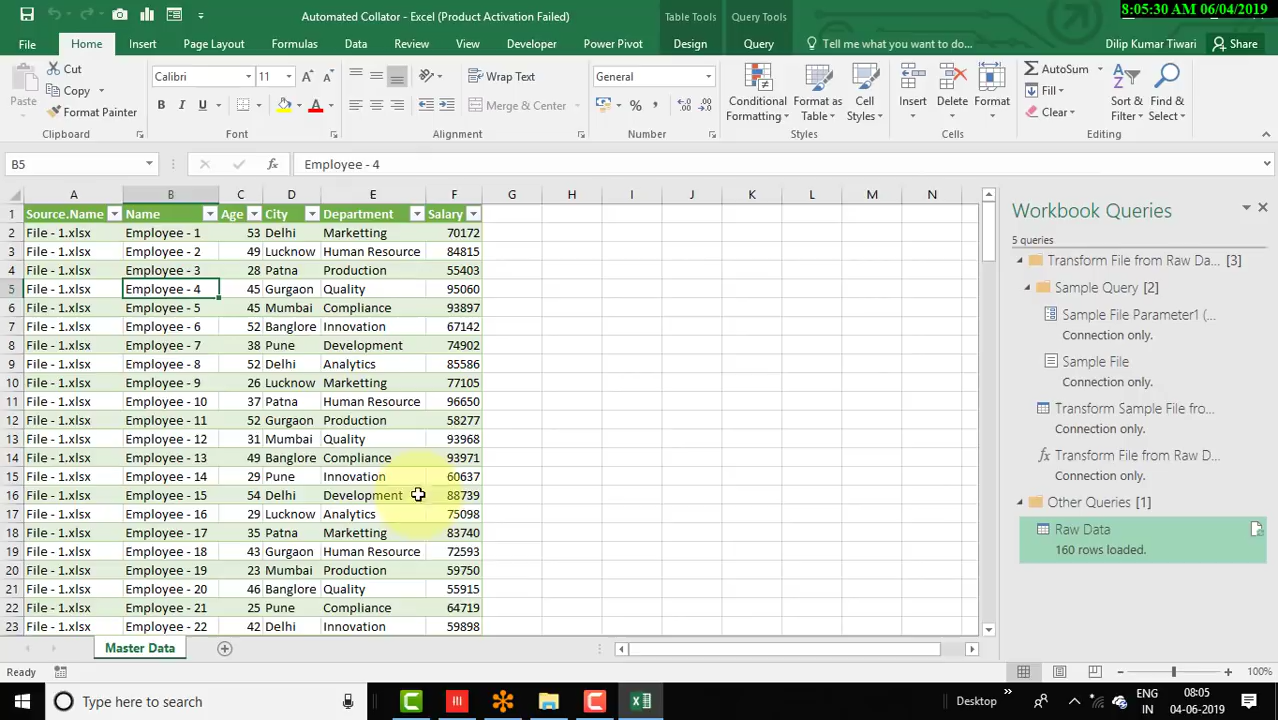 Automated Collator - Excel (Product Activation Failed)
Table Tools
Query Tools
8:05:30 AM 06/04/2019
File
Home
Insert
Page Layout
Formulas
Data
Review
View
Developer
Power Pivot
Design
Query
Tell me what you want to do...
Dilip Kumar Tiwari
Share
Paste
Cut
Copy
Format Painter
Clipboard
Calibri
11
B I U
Font
Wrap Text
Merge & Center
Alignment
General
%
Number
Conditional Formatting
Format as Table
Cell Styles
Styles
Insert
Delete
Format
Cells
AutoSum
Fill
Clear
Sort & Filter
Find & Select
Editing
B5
fx
Employee - 4
A B C D E F G H I J K L M N
1 Source.Name Name Age City Department Salary
2 File - 1.xlsx Employee - 1 53 Delhi Marketting 70172
3 File - 1.xlsx Employee - 2 49 Lucknow Human Resource 84815
4 File - 1.xlsx Employee - 3 28 Patna Production 55403
5 File - 1.xlsx Employee - 4 45 Gurgaon Quality 95060
6 File - 1.xlsx Employee - 5 45 Mumbai Compliance 93897
7 File - 1.xlsx Employee - 6 52 Banglore Innovation 67142
8 File - 1.xlsx Employee - 7 38 Pune Development 74902
9 File - 1.xlsx Employee - 8 52 Delhi Analytics 85586
10 File - 1.xlsx Employee - 9 26 Lucknow Marketting 77105
11 File - 1.xlsx Employee - 10 37 Patna Human Resource 96650
12 File - 1.xlsx Employee - 11 52 Gurgaon Production 58277
13 File - 1.xlsx Employee - 12 31 Mumbai Quality 93968
14 File - 1.xlsx Employee - 13 49 Banglore Compliance 93971
15 File - 1.xlsx Employee - 14 29 Pune Innovation 60637
16 File - 1.xlsx Employee - 15 54 Delhi Development 88739
17 File - 1.xlsx Employee - 16 29 Lucknow Analytics 75098
18 File - 1.xlsx Employee - 17 35 Patna Marketting 83740
19 File - 1.xlsx Employee - 18 43 Gurgaon Human Resource 72593
20 File - 1.xlsx Employee - 19 23 Mumbai Production 59750
21 File - 1.xlsx Employee - 20 46 Banglore Quality 55915
22 File - 1.xlsx Employee - 21 25 Pune Compliance 64719
23 File - 1.xlsx Employee - 22 42 Delhi Innovation 59898
Workbook Queries
5 queries
Transform File from Raw Da... [3]
Sample Query [2]
Sample File Parameter1 (...
Connection only.
Sample File
Connection only.
Transform Sample File fro...
Connection only.
fx Transform File from Raw D...
Connection only.
Other Queries [1]
Raw Data
160 rows loaded.
Master Data
Ready
100%
Type here to search
Desktop
ENG
IN
08:05
04-06-2019